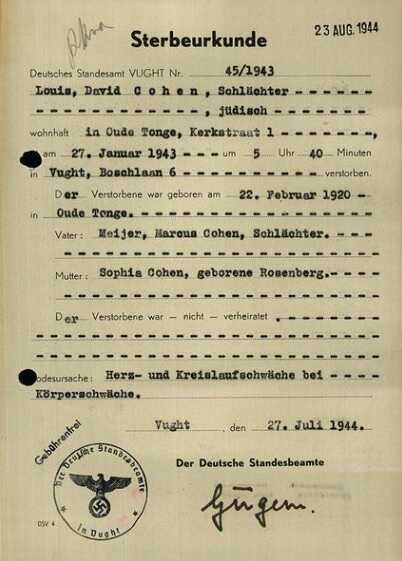 23 AUG. 1944
Sterbeurkunde
Deutsches Standesamt VUGHT Nr. 45/1943
Louis, David Cohen, Schlächter
, jüdisch
wohnhaft in Oude Tonge, Kerkstraat 1 ,
am 27. Januar 1943 um 5 Uhr 40 Minuten
in Vught, Boschlaan 6 verstorben.
Der Verstorbene war geboren am 22. Februar 1920
in Oude Tonge.
Vater: Meijer, Marcus Cohen, Schlächter.
Mutter: Sophia Cohen, geborene Rosenberg.
Der Verstorbene war — nicht — verheiratet .
odesursache: Herz- und Kreislaufschwäche bei
Körperschwäche.
Vught , den 27. Juli 1944.
Gebührenfrei
Der Deutsche Standesbeamte
Der Deutsche Standesbeamte
in Vught
DSV 4